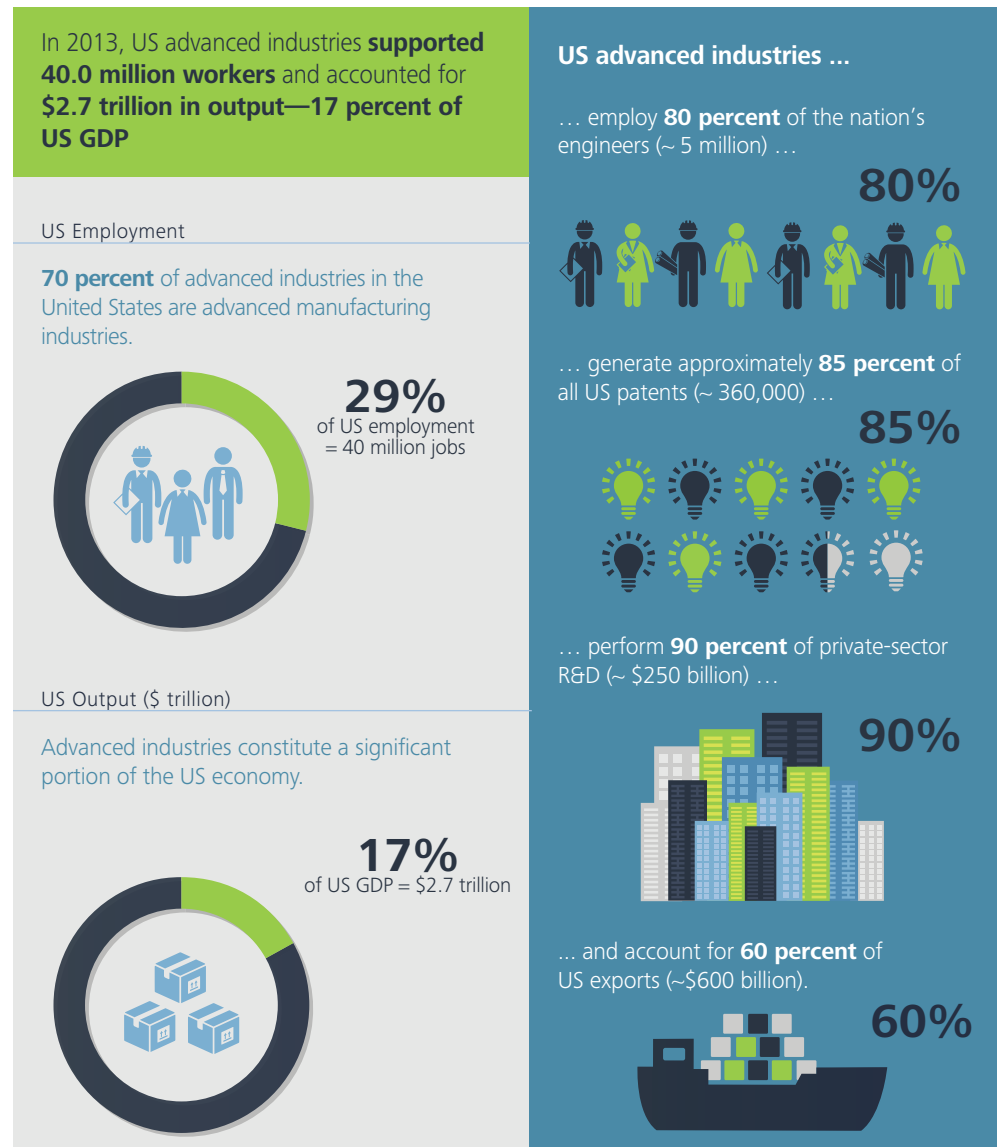 In 2013, US advanced industries supported
40.0 million workers and accounted for
$2.7 trillion in output—17 percent of
US GDP
US Employment
70 percent of advanced industries in the
United States are advanced manufacturing
industries.
29%
of US employment
= 40 million jobs
US Output ($ trillion)
Advanced industries constitute a significant
portion of the US economy.
17%
of US GDP = $2.7 trillion
US advanced industries ...
… employ 80 percent of the nation’s
engineers (~ 5 million) …
80%
… generate approximately 85 percent of
all US patents (~ 360,000) …
85%
… perform 90 percent of private-sector
R&D (~ $250 billion) …
90%
... and account for 60 percent of
US exports (~$600 billion).
60%